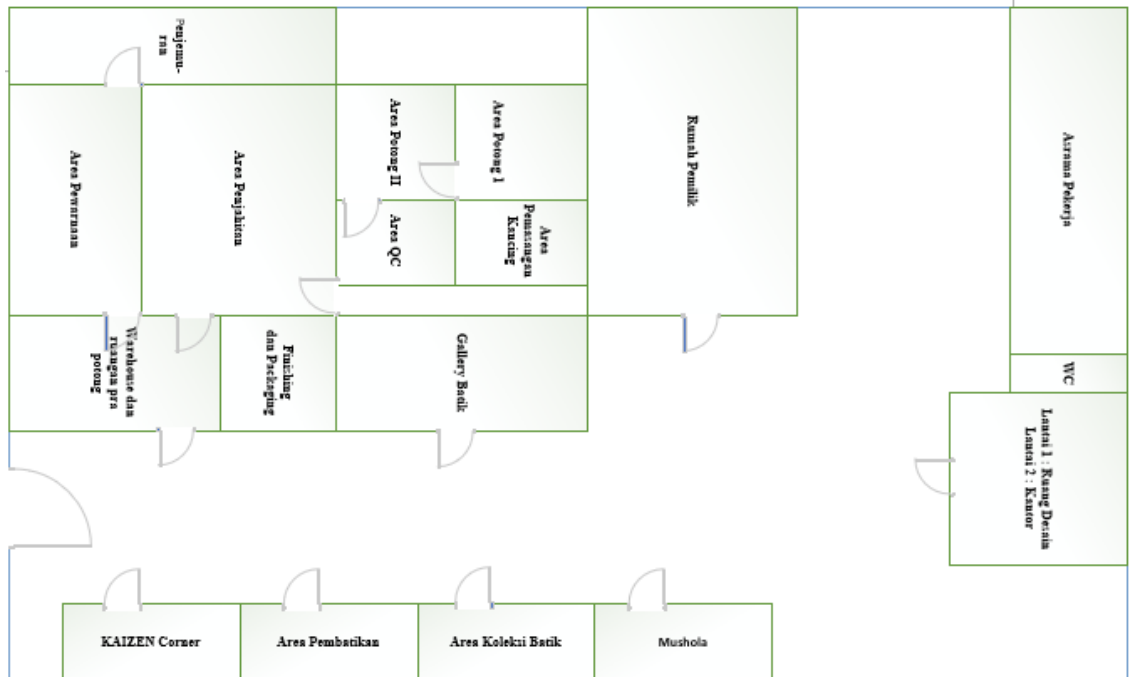 Penjemu-
ran
Area Pewarnaan
Area Penjahitan
Area Potong II
Area Potong 1
Area QC
Area
Pemasangan
Kancing
Rumah Pemilik
Asrama Pekerja
WC
Warehouse dan
ruangan pra
potong
Finishing
dan Packaging
Gallery Batik
Lantai 1 : Ruang Desain
Lantai 2 : Kantor
KAIZEN Corner
Area Pembatikan
Area Koleksi Batik
Mushola